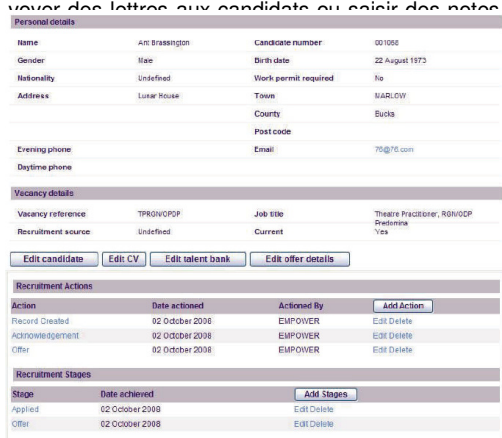 voyer des lettres aux candidats ou saisir des notes
Personal details
Name Ant Brassington Candidate number 001068
Gender Male Birth date 22 August 1973
Nationality Undefined Work permit required No
Address Lunar House Town MARLOW
County Bucks
Post code
Evening phone Email 76@76.com
Daytime phone
Vacancy details
Vacancy reference TPRGN/OPDP Job title Theatre Practitioner, RGN/ODP Predomina
Recruitment source Undefined Current Yes
Edit candidate Edit CV Edit talent bank Edit offer details
Recruitment Actions
Action Date actioned Actioned By Add Action
Record Created 02 October 2008 EMPOWER Edit Delete
Acknowledgement 02 October 2008 EMPOWER Edit Delete
Offer 02 October 2008 EMPOWER Edit Delete
Recruitment Stages
Stage Date achieved Add Stages
Applied 02 October 2008 Edit Delete
Offer 02 October 2008 Edit Delete